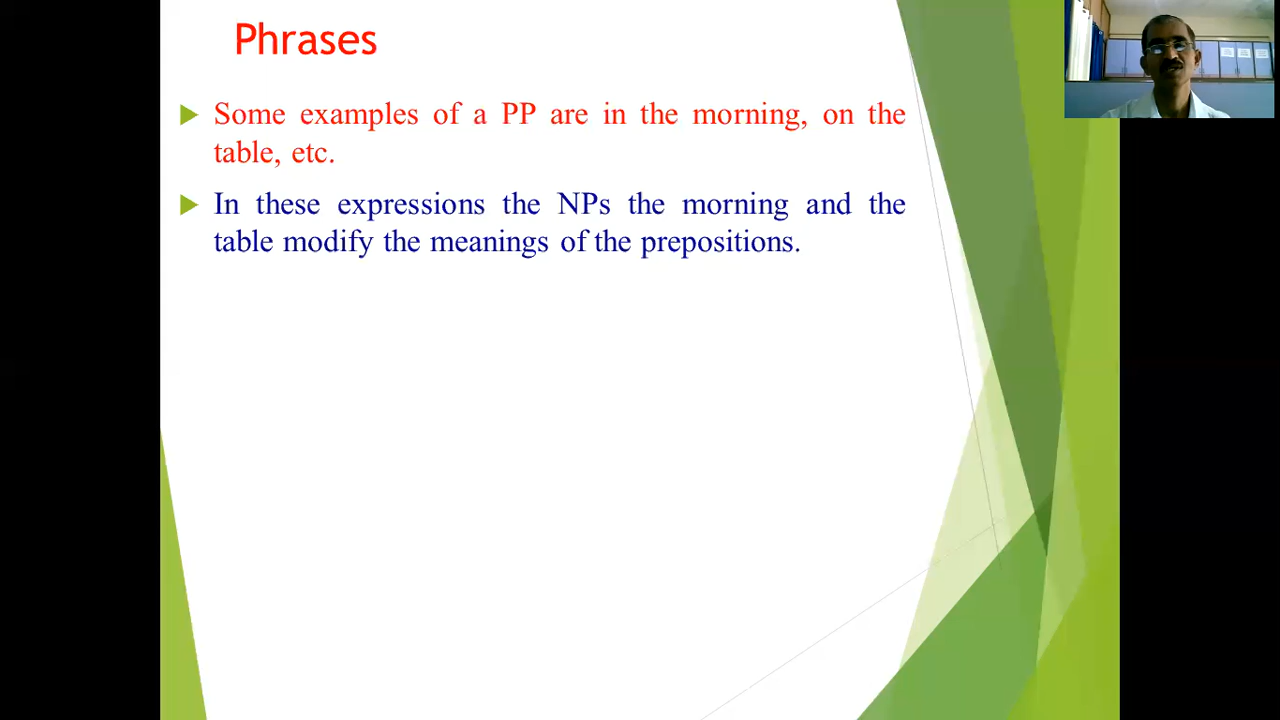 Phrases
Some examples of a PP are in the morning, on the
table, etc.
In these expressions the NPs the morning and the
table modify the meanings of the prepositions.